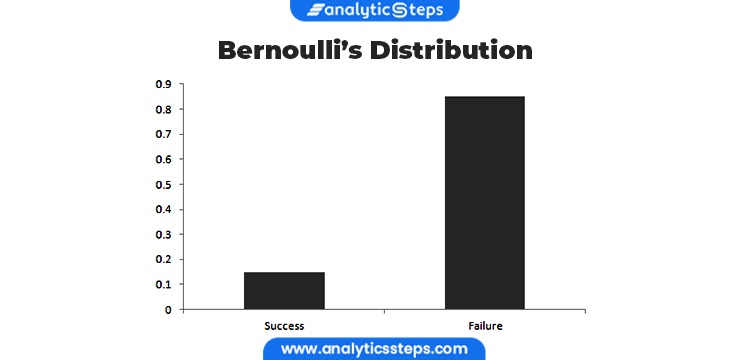 analyticSteps
Bernoulli's Distribution
0.9
0.8
0.7
0.6
0.5
0.4
0.3
0.2
0.1
0
Success
Failure
www.analyticssteps.com